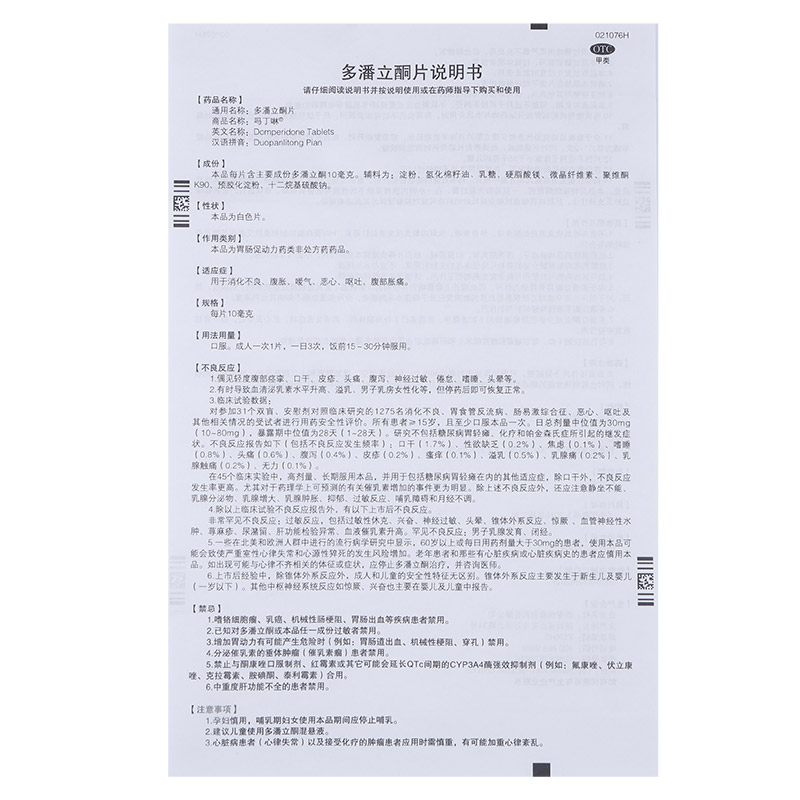 021076H
OTC
甲类
多潘立酮片说明书
请仔细阅读说明书并按说明使用或在药师指导下购买和使用
【药品名称】
通用名称：多潘立酮片
商品名称：吗丁啉®
英文名称：Domperidone Tablets
汉语拼音：Duopanlitong Pian
【成份】
本品每片含主要成份多潘立酮10毫克。辅料为：淀粉、氢化棉籽油、乳糖、硬脂酸镁、微晶纤维素、聚维酮
K90、预胶化淀粉、十二烷基硫酸钠。
【性状】
本品为白色片。
【作用类别】
本品为胃肠促动力药类非处方药药品。
【适应症】
用于消化不良、腹胀、嗳气、恶心、呕吐、腹部胀痛。
【规格】
每片10毫克
【用法用量】
口服。成人一次1片，一日3次，饭前15－30分钟服用。
【不良反应】
1.偶见轻度腹部痉挛、口干、皮疹、头痛、腹泻、神经过敏、倦怠、嗜睡、头晕等。
2.有时导致血清泌乳素水平升高、溢乳、男子乳房女性化等，但停药后即可恢复正常。
3.临床试验数据：
对参加31个双盲、安慰剂对照临床研究的1275名消化不良、胃食管反流病、肠易激综合征、恶心、呕吐及
其他相关情况的受试者进行用药安全性评价。所有患者≥15岁，且至少口服本品一次。日总剂量中位值为30mg
（10~80mg），暴露期中位值为28天（1~28天）。研究不包括糖尿病胃轻瘫、化疗和帕金森氏症所引起的继发症
状。不良反应报告如下（包括不良反应发生频率）；口干（1.7%）、性欲缺乏（0.2%）、焦虑（0.1%）、嗜睡
（0.8%）、头痛（0.6%）、腹泻（0.4%）、皮疹（0.2%）、瘙痒（0.1%）、溢乳（0.5%）、乳腺痛（0.2%）、乳
腺触痛（0.2%）、无力（0.1%）。
在45个临床实验中，高剂量、长期服用本品，并用于包括糖尿病胃轻瘫在内的其他适应症，除口干外，不良反应
发生率更高。尤其对于药理学上可预测的有关催乳素增加的事件更为明显。除上述不良反应外，还应注意静坐不能、
乳腺分泌物、乳腺增大、乳腺肿胀、抑郁、过敏反应、哺乳障碍和月经不调。
4.除以上临床试验不良反应报告外，有以下上市后不良反应。
非常罕见不良反应；过敏反应，包括过敏性休克、兴奋、神经过敏、头晕、锥体外系反应、惊厥、血管神经性水
肿、荨麻疹、尿潴留、肝功能检验异常、血液催乳素升高。罕见不良反应；男子乳腺发育、闭经。
5.一些在北美和欧洲人群中进行的流行病学研究中显示，60岁以上或每日用药剂量大于30mg的患者，使用本品可
能会致使严重室性心律失常和心源性猝死的发生风险增加。老年患者和那些有心脏疾病或心脏疾病病史的患者应慎用本
品。如出现可能与心律不齐相关的体征或症状，应停止多潘立酮治疗，并咨询医师。
6.上市后经验中，除锥体外系反应外，成人和儿童的安全性特征无区别。锥体外系反应主要发生于新生儿及婴儿
（一岁以下）。其他中枢神经系统反应如惊厥、兴奋也主要在婴儿及儿童中报告。
【禁忌】
1.嗜铬细胞瘤、乳癌、机械性肠梗阻、胃肠出血等疾病患者禁用。
2.已知对多潘立酮或本品任一成份过敏者禁用。
3.增加胃动力有可能产生危险时（例如；胃肠道出血、机械性梗阻、穿孔）禁用。
4.分泌催乳素的垂体肿瘤（催乳素瘤）患者禁用。
5.禁止与酮康唑口服制剂、红霉素或其它可能会延长QTc间期的CYP3A4酶强效抑制剂（例如；氟康唑、伏立康
唑、克拉霉素、胺碘酮、泰利霉素）合用。
6.中重度肝功能不全的患者禁用。
【注意事项】
1.孕妇慎用，哺乳期妇女使用本品期间应停止哺乳。
2.建议儿童使用多潘立酮混悬液。
3.心脏病患者（心律失常）以及接受化疗的肿瘤患者应用时需慎重，有可能加重心律紊乱。